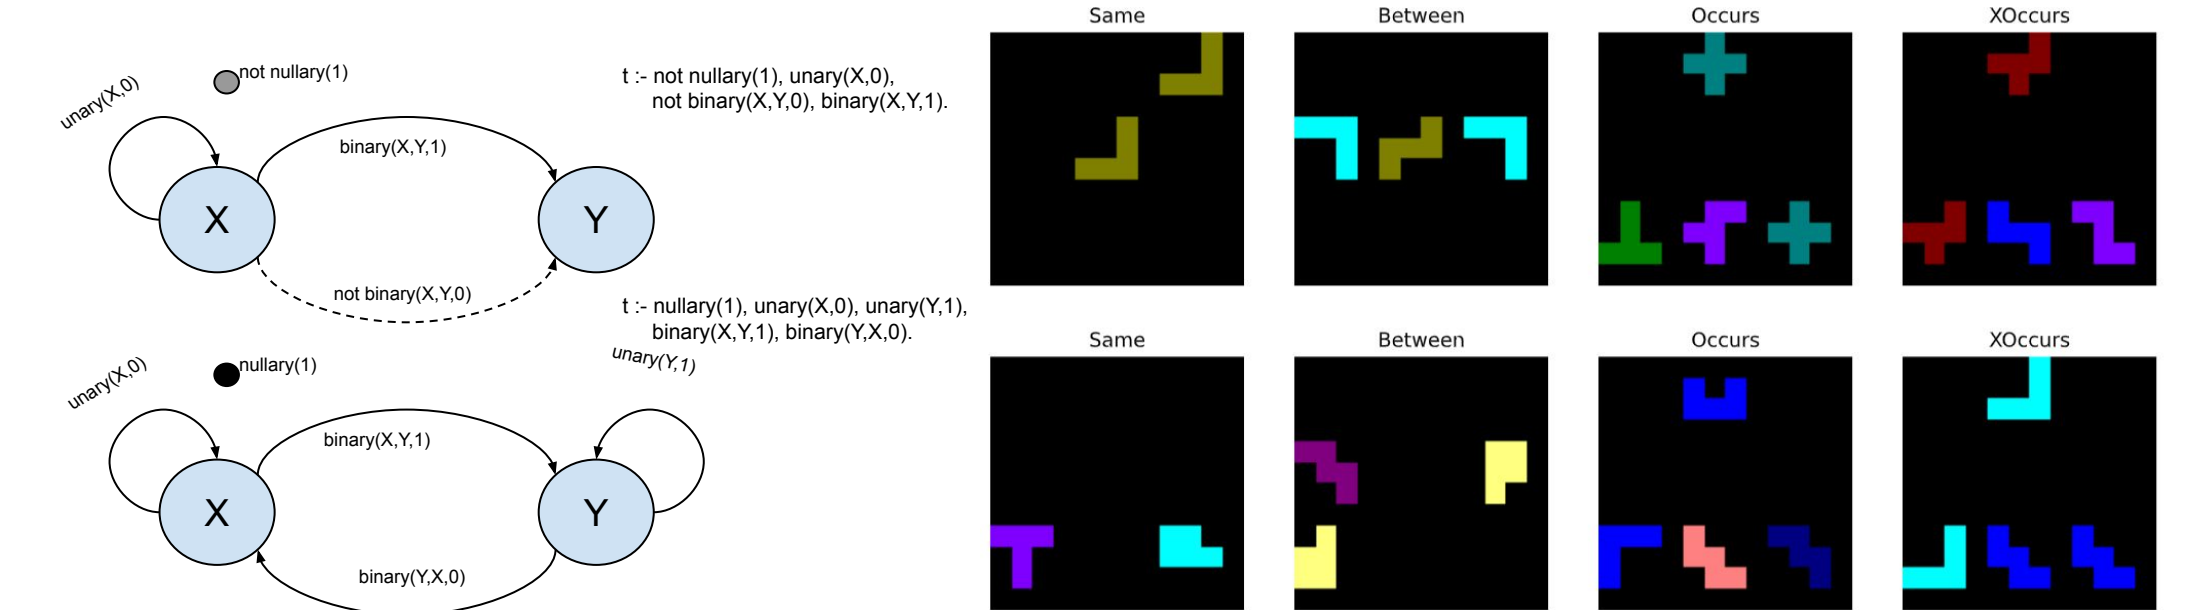 not nullary(1)
unary(X,0)
binary(X,Y,1)
X
Y
not binary(X,Y,0)
t :- not nullary(1), unary(X,0),
not binary(X,Y,0), binary(X,Y,1).
t :- nullary(1), unary(X,0), unary(Y,1),
binary(X,Y,1), binary(Y,X,0).
nullary(1)
unary(X,0)
unary(Y,1)
binary(X,Y,1)
X
Y
binary(Y,X,0)
Same
Between
Occurs
XOccurs
Same
Between
Occurs
XOccurs